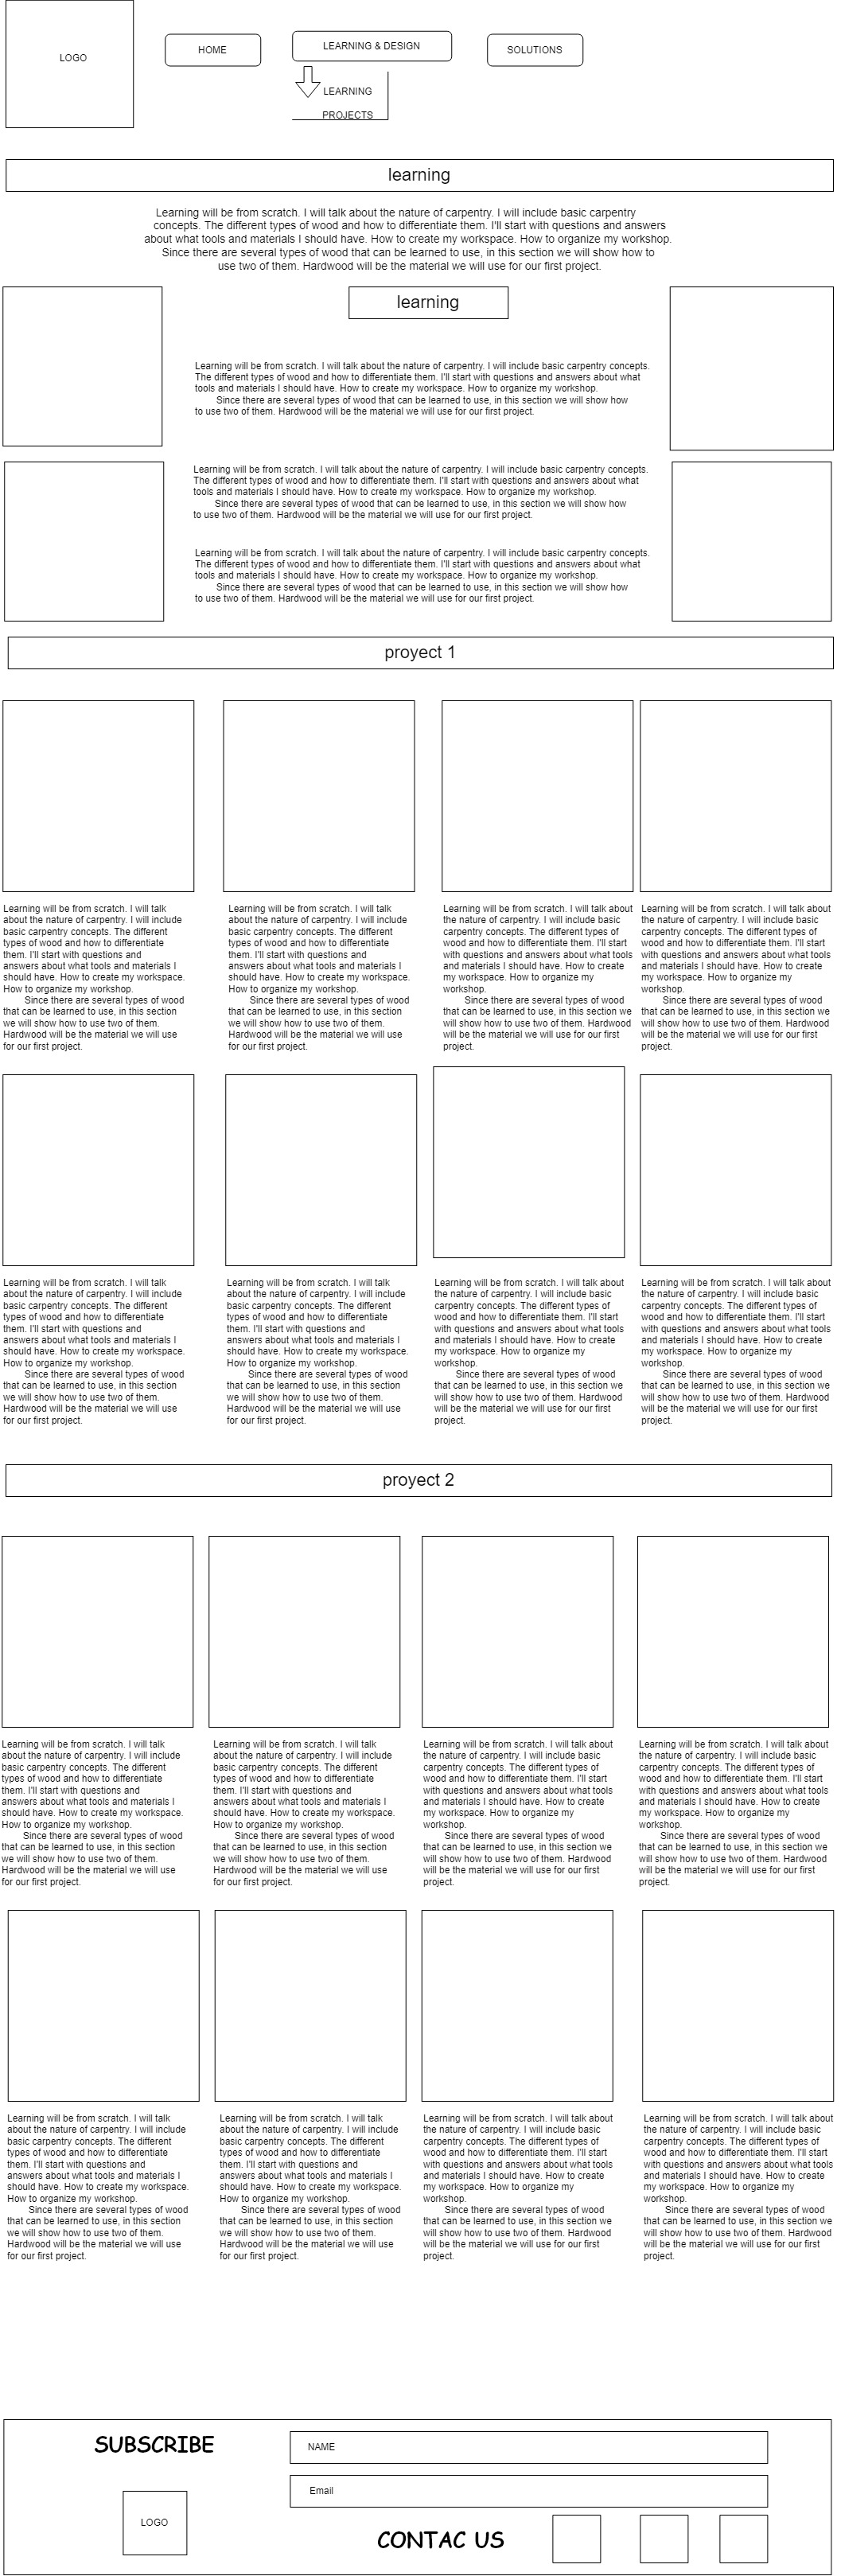 LOGO
HOME
LEARNING & DESIGN
SOLUTIONS
LEARNING
PROJECTS
learning
Learning will be from scratch. I will talk about the nature of carpentry. I will include basic carpentry
concepts. The different types of wood and how to differentiate them. I'll start with questions and answers
about what tools and materials I should have. How to create my workspace. How to organize my workshop.
Since there are several types of wood that can be learned to use, in this section we will show how to
use two of them. Hardwood will be the material we will use for our first project.
learning
Learning will be from scratch. I will talk about the nature of carpentry. I will include basic carpentry concepts.
The different types of wood and how to differentiate them. I'll start with questions and answers about what
tools and materials I should have. How to create my workspace. How to organize my workshop.
Since there are several types of wood that can be learned to use, in this section we will show how
to use two of them. Hardwood will be the material we will use for our first project.
Learning will be from scratch. I will talk about the nature of carpentry. I will include basic carpentry concepts.
The different types of wood and how to differentiate them. I'll start with questions and answers about what
tools and materials I should have. How to create my workspace. How to organize my workshop.
Since there are several types of wood that can be learned to use, in this section we will show how
to use two of them. Hardwood will be the material we will use for our first project.
Learning will be from scratch. I will talk about the nature of carpentry. I will include basic carpentry concepts.
The different types of wood and how to differentiate them. I'll start with questions and answers about what
tools and materials I should have. How to create my workspace. How to organize my workshop.
Since there are several types of wood that can be learned to use, in this section we will show how
to use two of them. Hardwood will be the material we will use for our first project.
proyect 1
Learning will be from scratch. I will talk
about the nature of carpentry. I will include
basic carpentry concepts. The different
types of wood and how to differentiate
them. I'll start with questions and
answers about what tools and materials I
should have. How to create my workspace.
How to organize my workshop.
Since there are several types of wood
that can be learned to use, in this section
we will show how to use two of them.
Hardwood will be the material we will use
for our first project.
Learning will be from scratch. I will talk
about the nature of carpentry. I will include
basic carpentry concepts. The different
types of wood and how to differentiate
them. I'll start with questions and
answers about what tools and materials I
should have. How to create my workspace.
How to organize my workshop.
Since there are several types of wood
that can be learned to use, in this section
we will show how to use two of them.
Hardwood will be the material we will use
for our first project.
Learning will be from scratch. I will talk about
the nature of carpentry. I will include basic
carpentry concepts. The different types of
wood and how to differentiate them. I'll start
with questions and answers about what tools
and materials I should have. How to create
my workspace. How to organize my
workshop.
Since there are several types of wood
that can be learned to use, in this section we
will show how to use two of them. Hardwood
will be the material we will use for our first
project.
Learning will be from scratch. I will talk about
the nature of carpentry. I will include basic
carpentry concepts. The different types of
wood and how to differentiate them. I'll start
with questions and answers about what tools
and materials I should have. How to create
my workspace. How to organize my
workshop.
Since there are several types of wood
that can be learned to use, in this section we
will show how to use two of them. Hardwood
will be the material we will use for our first
project.
Learning will be from scratch. I will talk
about the nature of carpentry. I will include
basic carpentry concepts. The different
types of wood and how to differentiate
them. I'll start with questions and
answers about what tools and materials I
should have. How to create my workspace.
How to organize my workshop.
Since there are several types of wood
that can be learned to use, in this section
we will show how to use two of them.
Hardwood will be the material we will use
for our first project.
Learning will be from scratch. I will talk
about the nature of carpentry. I will include
basic carpentry concepts. The different
types of wood and how to differentiate
them. I'll start with questions and
answers about what tools and materials I
should have. How to create my workspace.
How to organize my workshop.
Since there are several types of wood
that can be learned to use, in this section
we will show how to use two of them.
Hardwood will be the material we will use
for our first project.
Learning will be from scratch. I will talk about
the nature of carpentry. I will include basic
carpentry concepts. The different types of
wood and how to differentiate them. I'll start
with questions and answers about what tools
and materials I should have. How to create
my workspace. How to organize my
workshop.
Since there are several types of wood
that can be learned to use, in this section we
will show how to use two of them. Hardwood
will be the material we will use for our first
project.
Learning will be from scratch. I will talk about
the nature of carpentry. I will include basic
carpentry concepts. The different types of
wood and how to differentiate them. I'll start
with questions and answers about what tools
and materials I should have. How to create
my workspace. How to organize my
workshop.
Since there are several types of wood
that can be learned to use, in this section we
will show how to use two of them. Hardwood
will be the material we will use for our first
project.
proyect 2
Learning will be from scratch. I will talk
about the nature of carpentry. I will include
basic carpentry concepts. The different
types of wood and how to differentiate
them. I'll start with questions and
answers about what tools and materials I
should have. How to create my workspace.
How to organize my workshop.
Since there are several types of wood
that can be learned to use, in this section
we will show how to use two of them.
Hardwood will be the material we will use
for our first project.
Learning will be from scratch. I will talk
about the nature of carpentry. I will include
basic carpentry concepts. The different
types of wood and how to differentiate
them. I'll start with questions and
answers about what tools and materials I
should have. How to create my workspace.
How to organize my workshop.
Since there are several types of wood
that can be learned to use, in this section
we will show how to use two of them.
Hardwood will be the material we will use
for our first project.
Learning will be from scratch. I will talk about
the nature of carpentry. I will include basic
carpentry concepts. The different types of
wood and how to differentiate them. I'll start
with questions and answers about what tools
and materials I should have. How to create
my workspace. How to organize my
workshop.
Since there are several types of wood
that can be learned to use, in this section we
will show how to use two of them. Hardwood
will be the material we will use for our first
project.
Learning will be from scratch. I will talk about
the nature of carpentry. I will include basic
carpentry concepts. The different types of
wood and how to differentiate them. I'll start
with questions and answers about what tools
and materials I should have. How to create
my workspace. How to organize my
workshop.
Since there are several types of wood
that can be learned to use, in this section we
will show how to use two of them. Hardwood
will be the material we will use for our first
project.
Learning will be from scratch. I will talk
about the nature of carpentry. I will include
basic carpentry concepts. The different
types of wood and how to differentiate
them. I'll start with questions and
answers about what tools and materials I
should have. How to create my workspace.
How to organize my workshop.
Since there are several types of wood
that can be learned to use, in this section
we will show how to use two of them.
Hardwood will be the material we will use
for our first project.
Learning will be from scratch. I will talk
about the nature of carpentry. I will include
basic carpentry concepts. The different
types of wood and how to differentiate
them. I'll start with questions and
answers about what tools and materials I
should have. How to create my workspace.
How to organize my workshop.
Since there are several types of wood
that can be learned to use, in this section
we will show how to use two of them.
Hardwood will be the material we will use
for our first project.
Learning will be from scratch. I will talk about
the nature of carpentry. I will include basic
carpentry concepts. The different types of
wood and how to differentiate them. I'll start
with questions and answers about what tools
and materials I should have. How to create
my workspace. How to organize my
workshop.
Since there are several types of wood
that can be learned to use, in this section we
will show how to use two of them. Hardwood
will be the material we will use for our first
project.
Learning will be from scratch. I will talk about
the nature of carpentry. I will include basic
carpentry concepts. The different types of
wood and how to differentiate them. I'll start
with questions and answers about what tools
and materials I should have. How to create
my workspace. How to organize my
workshop.
Since there are several types of wood
that can be learned to use, in this section we
will show how to use two of them. Hardwood
will be the material we will use for our first
project.
SUBSCRIBE
NAME
Email
LOGO
CONTAC US